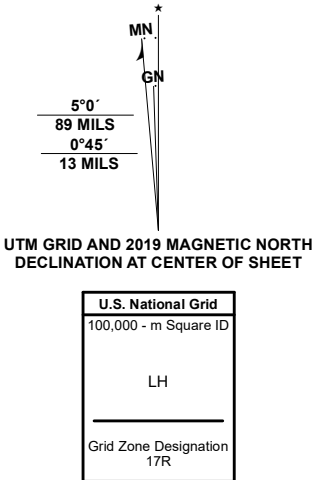 MN
GN
5°0´
89 MILS
0°45´
13 MILS
UTM GRID AND 2019 MAGNETIC NORTH
DECLINATION AT CENTER OF SHEET
U.S. National Grid
100,000 - m Square ID
LH
Grid Zone Designation
17R